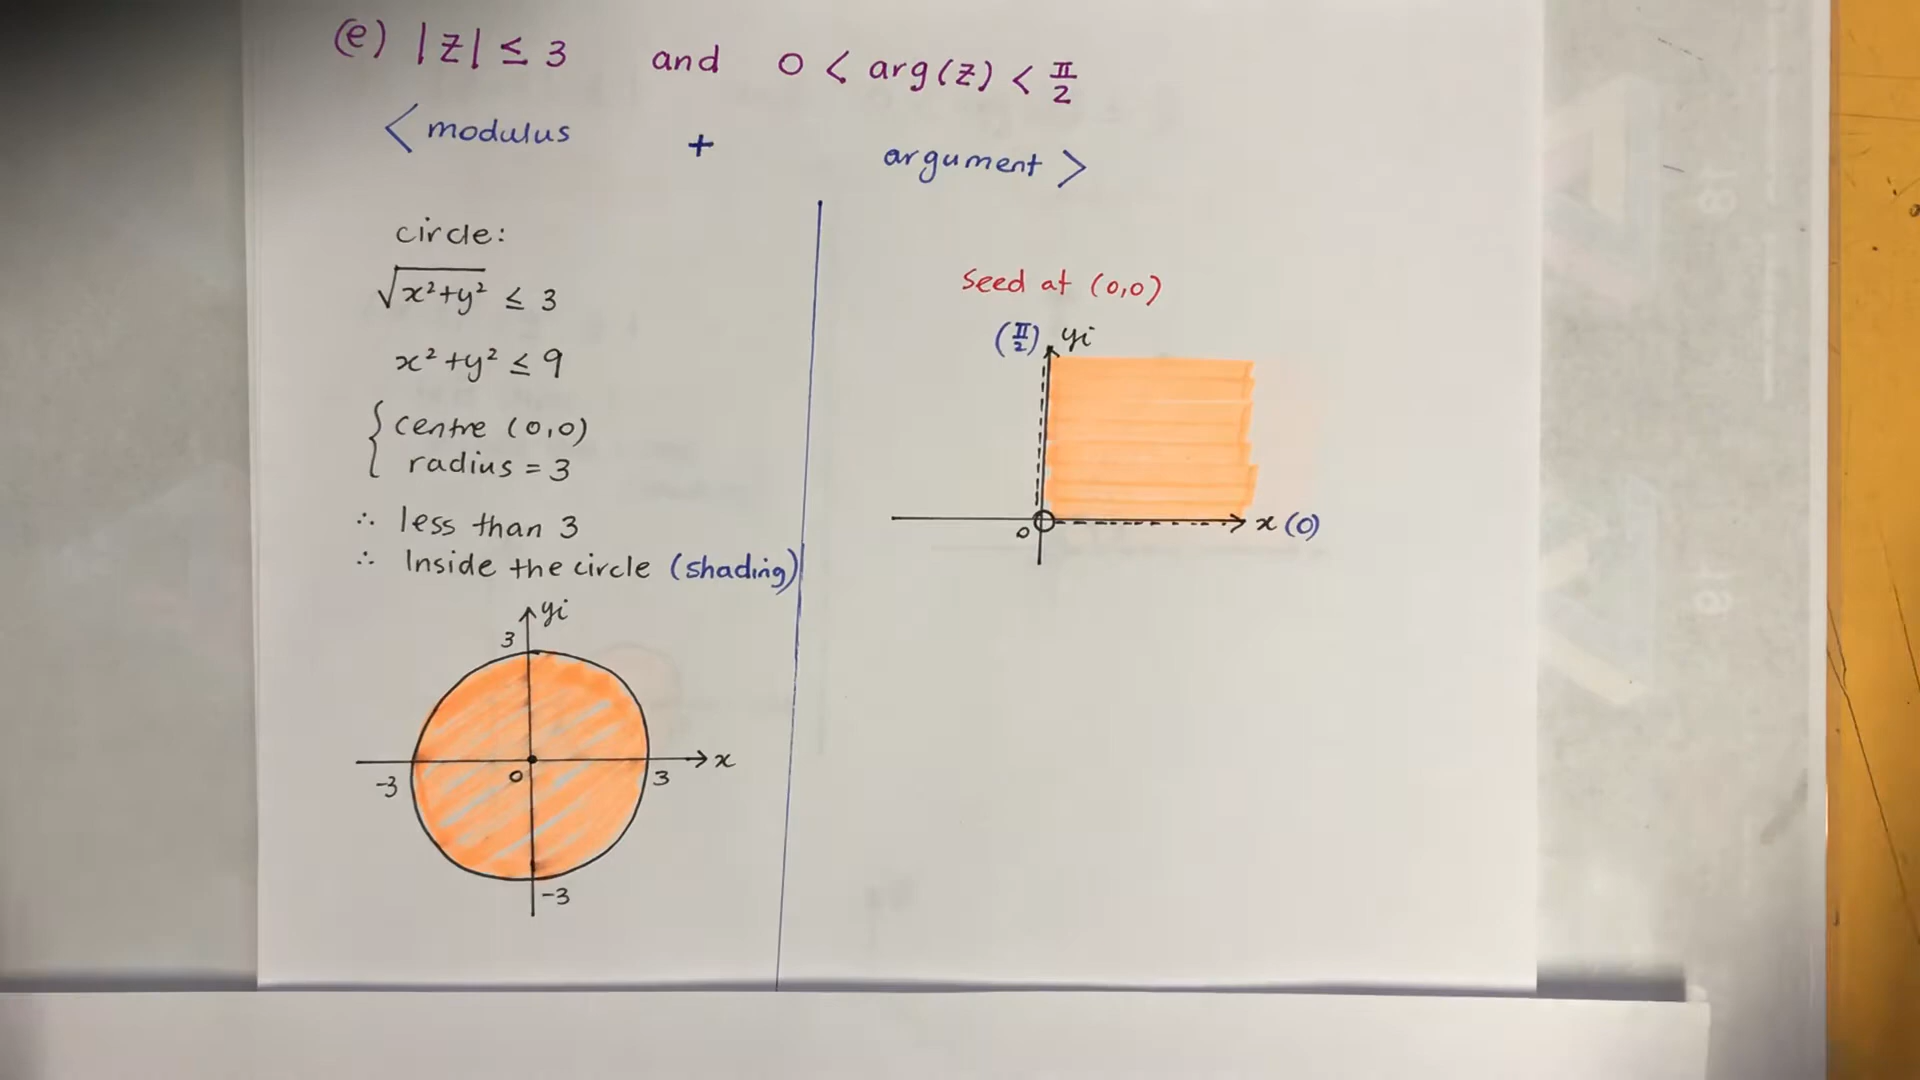 (e) |z| ≤ 3 and 0 < arg(z) < π/2
< modulus + argument >
circle:
√x²+y² ≤ 3
x²+y² ≤ 9
{ centre (0,0)
radius = 3
∴ less than 3
∴ Inside the circle (shading)
yi
3
-3 0 3 x
-3
Seed at (0,0)
(π/2) yi
0 x (0)